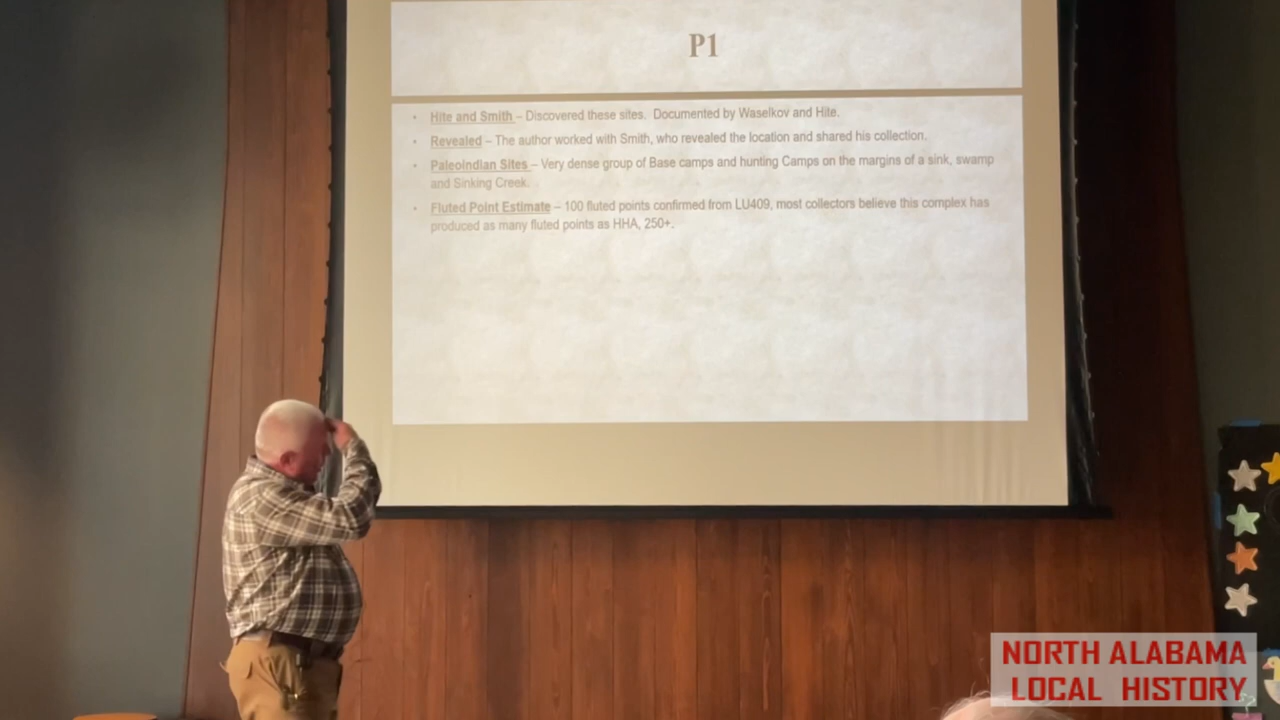 P1
• Hite and Smith – Discovered these sites. Documented by Waselkov and Hite.
• Revealed – The author worked with Smith, who revealed the location and shared his collection.
• Paleoindian Sites – Very dense group of Base camps and hunting Camps on the margins of a sink, swamp
and Sinking Creek.
• Fluted Point Estimate – 100 fluted points confirmed from LU409, most collectors believe this complex has
produced as many fluted points as HHA, 250+.
NORTH ALABAMA
LOCAL HISTORY